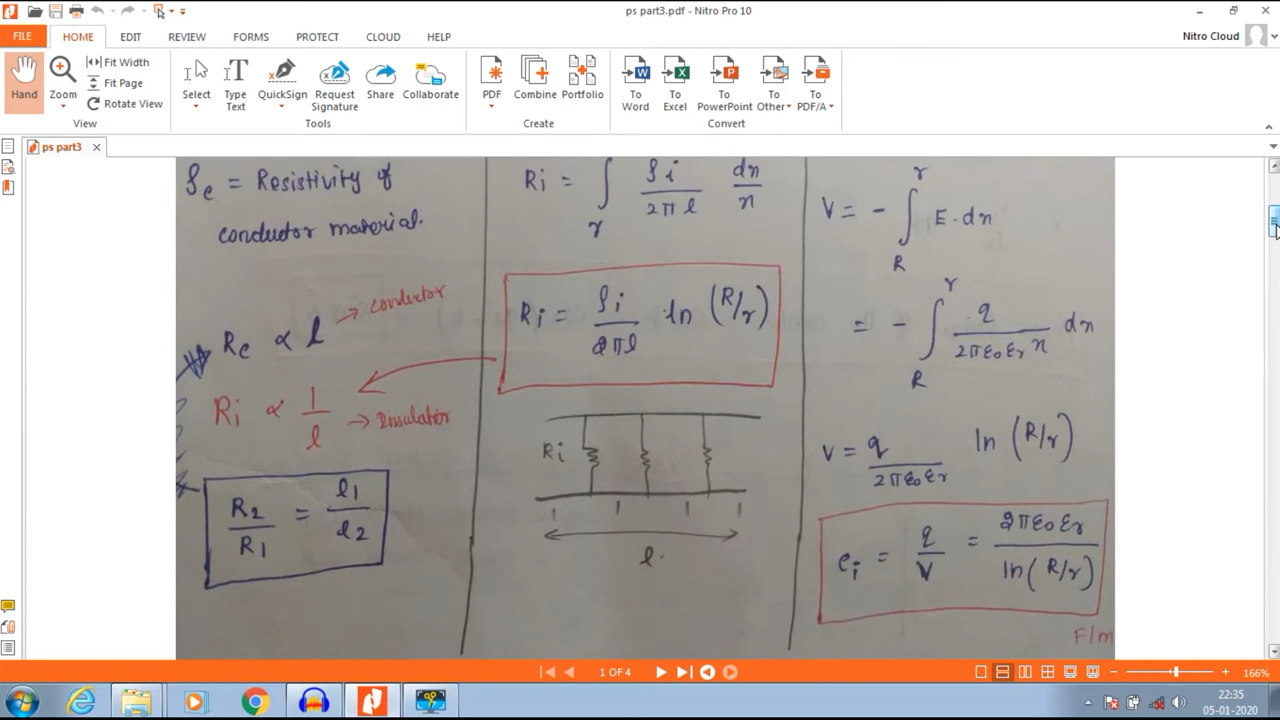 ps part3.pdf - Nitro Pro 10
FILE HOME EDIT REVIEW FORMS PROTECT CLOUD HELP
Nitro Cloud
Hand
Zoom
Fit Width
Fit Page
Rotate View
View
Select
Type Text
QuickSign
Request Signature
Share
Collaborate
Tools
PDF
Combine
Portfolio
Create
To Word
To Excel
To PowerPoint
To Other
To PDF/A
Convert
ps part3
ρc = Resistivity of
conductor material.
Rc ∝ l → conductor
Ri ∝ 1/l → Insulator
R2/R1 = l1/l2
Ri = ∫r ρi/2πl dx/x
Ri = ρi/2πl ln (R/r)
Ri
l
V = - ∫R^r E·dx
= - ∫R^r q/2πε0εr x dx
V = q/2πε0εr ln (R/r)
ci = q/V = 2πε0εr/ln(R/r)
F/m
1 OF 4
166%
22:35
05-01-2020